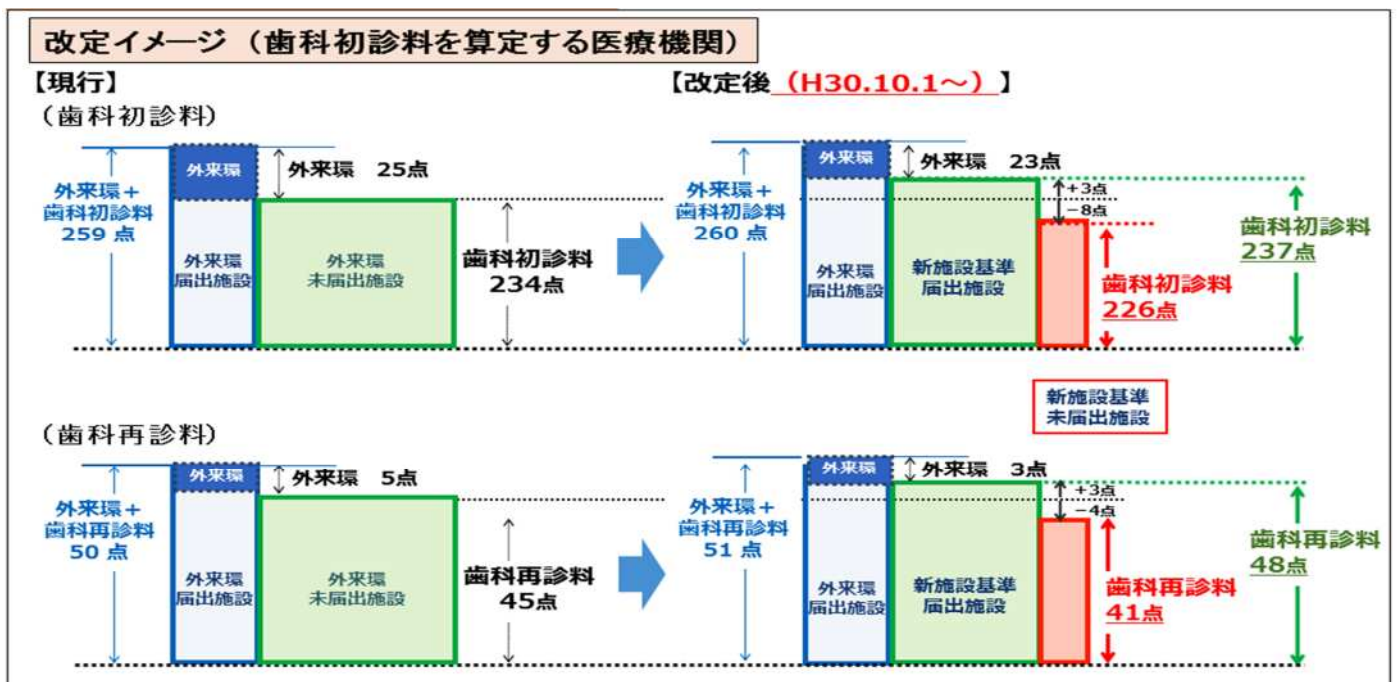 改定イメージ（歯科初診料を算定する医療機関）
【現行】
【改定後（H30.10.1～）】
（歯科初診料）
外来環＋
歯科初診料
259 点
外来環
外来環　25点
外来環
届出施設
外来環
未届出施設
歯科初診料
234点
外来環＋
歯科初診料
260 点
外来環
外来環　23点
外来環
届出施設
新施設基準
届出施設
+3点
－8点
歯科初診料
226点
歯科初診料
237点
新施設基準
未届出施設
（歯科再診料）
外来環＋
歯科再診料
50 点
外来環
外来環　5点
外来環
届出施設
外来環
未届出施設
歯科再診料
45点
外来環＋
歯科再診料
51 点
外来環
外来環　3点
外来環
届出施設
新施設基準
届出施設
+3点
－4点
歯科再診料
41点
歯科再診料
48点